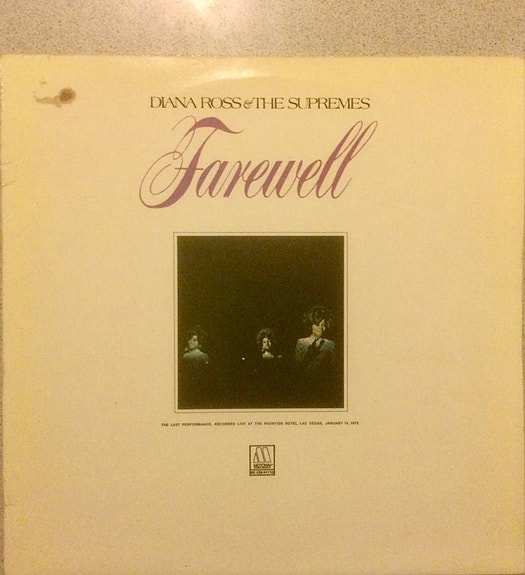 DIANA ROSS & THE SUPREMES
Farewell
THE LAST PERFORMANCE, RECORDED LIVE AT THE FRONTIER HOTEL, LAS VEGAS, JANUARY 14, 1970
MOTOWN